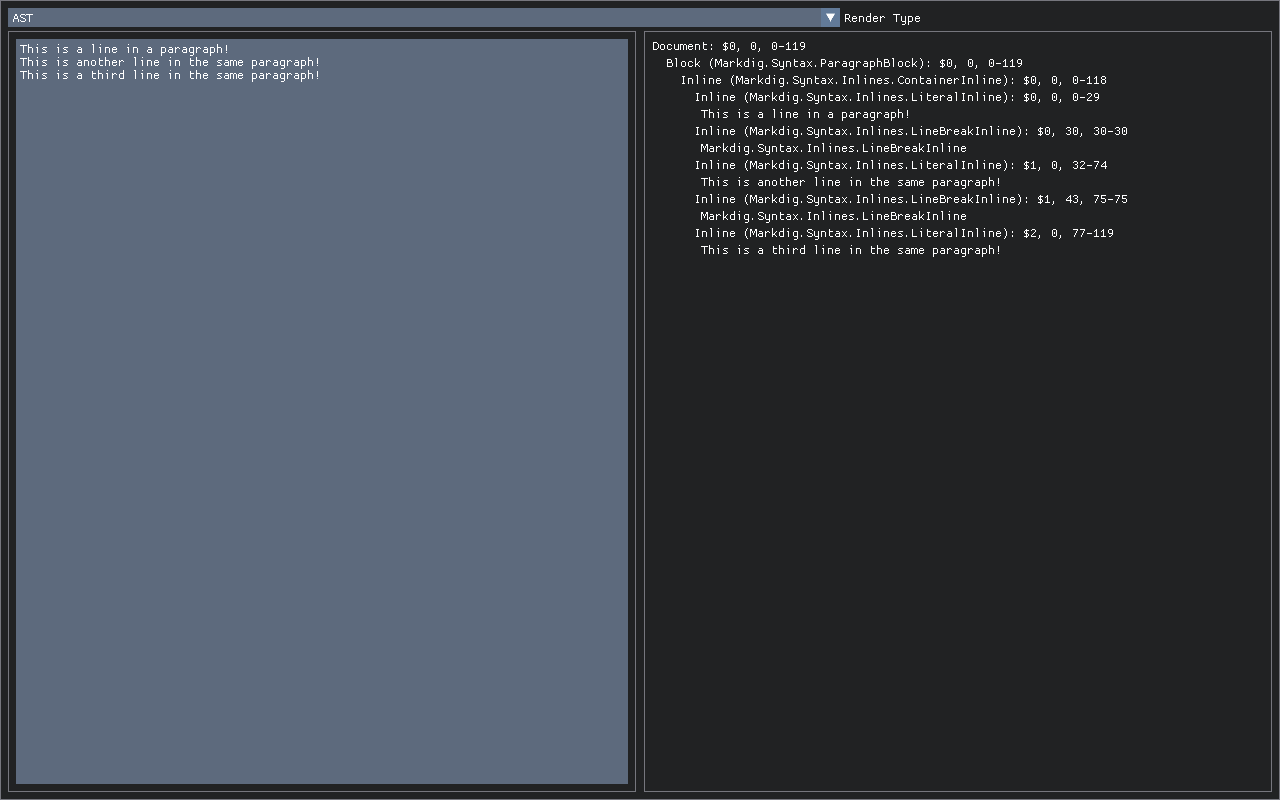 AST
Render Type
This is a line in a paragraph!
This is another line in the same paragraph!
This is a third line in the same paragraph!
Document: $0, 0, 0-119
Block (Markdig.Syntax.ParagraphBlock): $0, 0, 0-119
Inline (Markdig.Syntax.Inlines.ContainerInline): $0, 0, 0-118
Inline (Markdig.Syntax.Inlines.LiteralInline): $0, 0, 0-29
This is a line in a paragraph!
Inline (Markdig.Syntax.Inlines.LineBreakInline): $0, 30, 30-30
Markdig.Syntax.Inlines.LineBreakInline
Inline (Markdig.Syntax.Inlines.LiteralInline): $1, 0, 32-74
This is another line in the same paragraph!
Inline (Markdig.Syntax.Inlines.LineBreakInline): $1, 43, 75-75
Markdig.Syntax.Inlines.LineBreakInline
Inline (Markdig.Syntax.Inlines.LiteralInline): $2, 0, 77-119
This is a third line in the same paragraph!